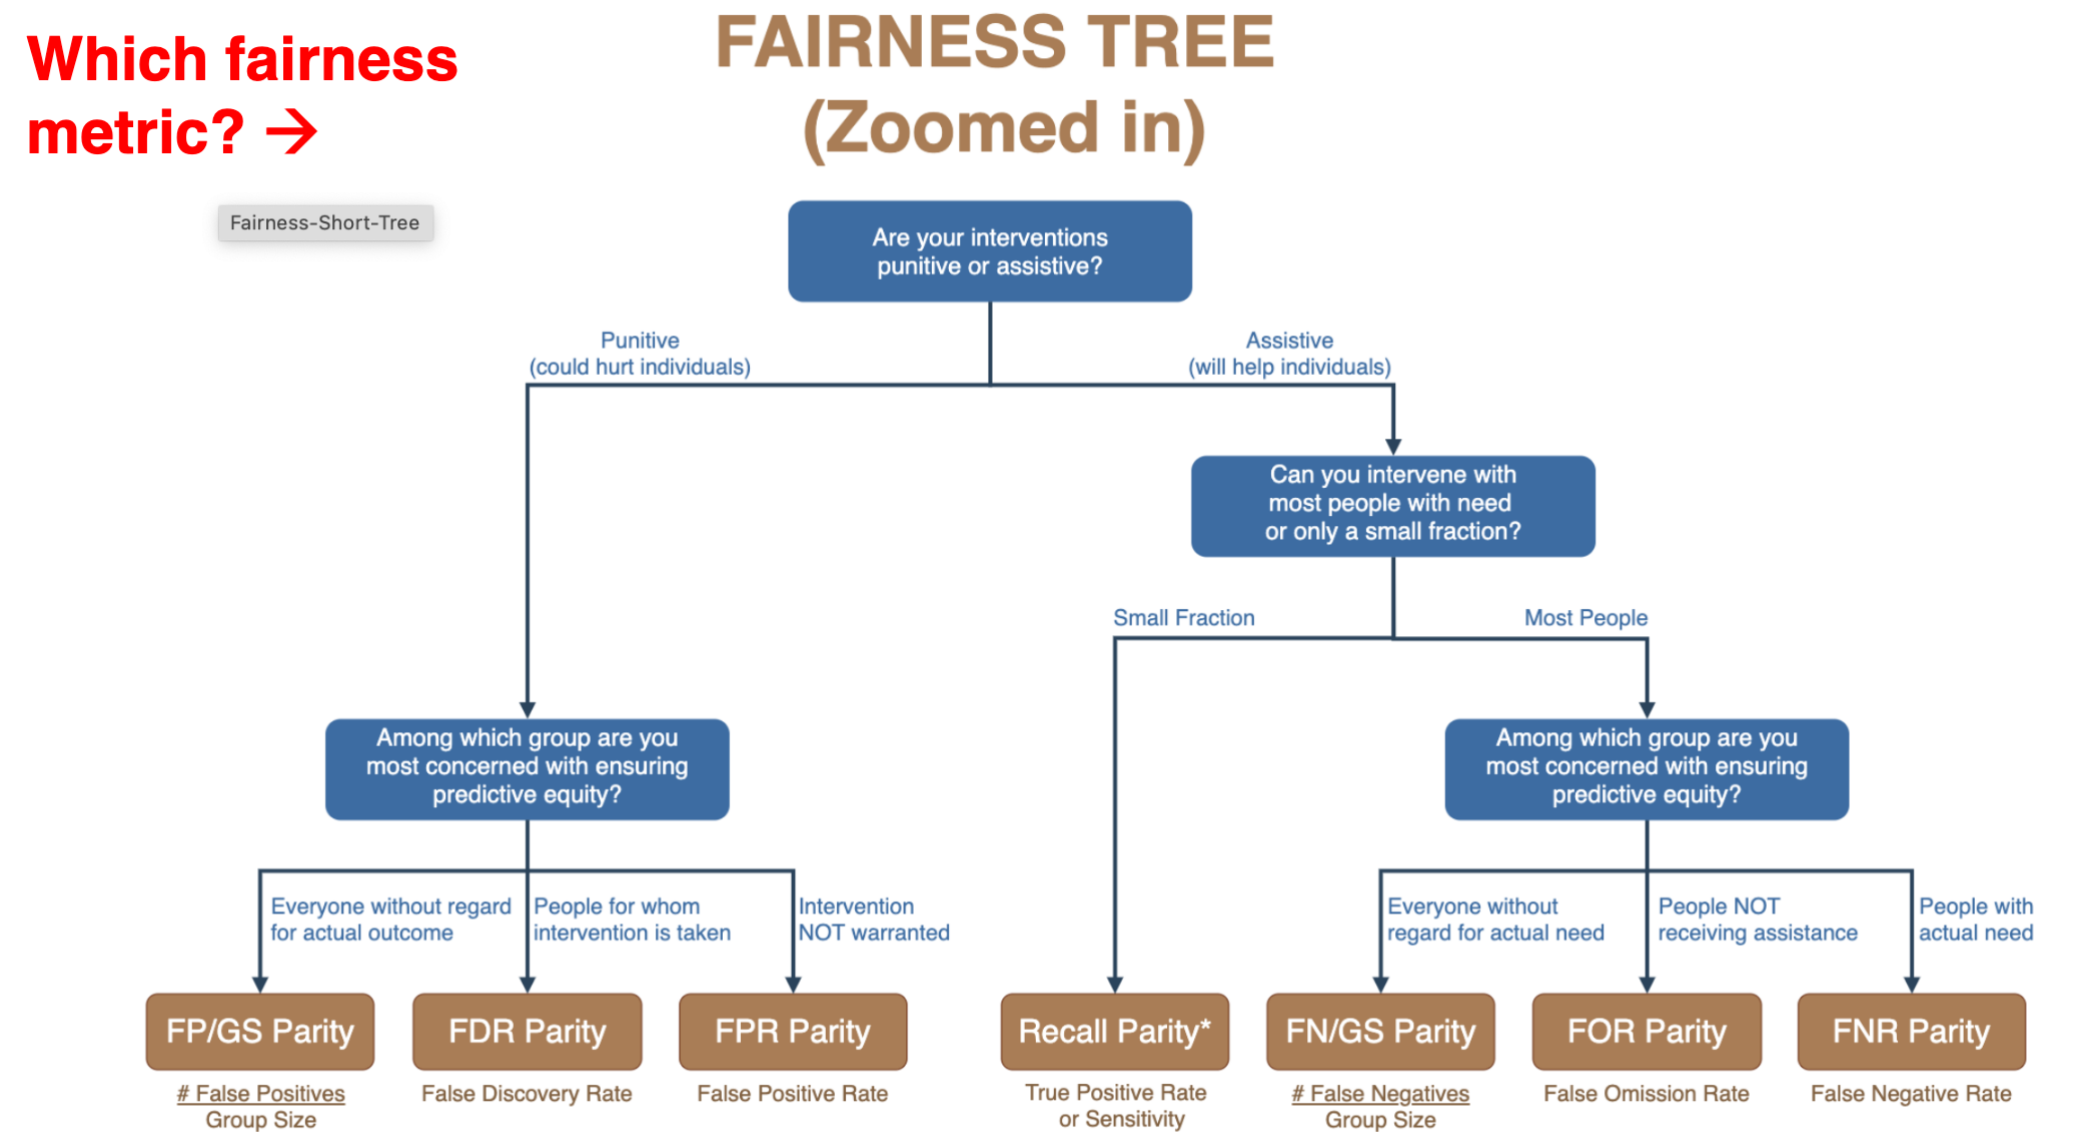 Which fairness
metric? →
FAIRNESS TREE
(Zoomed in)
Fairness-Short-Tree
Are your interventions
punitive or assistive?
Punitive
(could hurt individuals)
Assistive
(will help individuals)
Can you intervene with
most people with need
or only a small fraction?
Small Fraction
Most People
Among which group are you
most concerned with ensuring
predictive equity?
Among which group are you
most concerned with ensuring
predictive equity?
Everyone without regard
for actual outcome
People for whom
intervention is taken
Intervention
NOT warranted
Everyone without
regard for actual need
People NOT
receiving assistance
People with
actual need
FP/GS Parity
FDR Parity
FPR Parity
Recall Parity*
FN/GS Parity
FOR Parity
FNR Parity
# False Positives
Group Size
False Discovery Rate
False Positive Rate
True Positive Rate
or Sensitivity
# False Negatives
Group Size
False Omission Rate
False Negative Rate